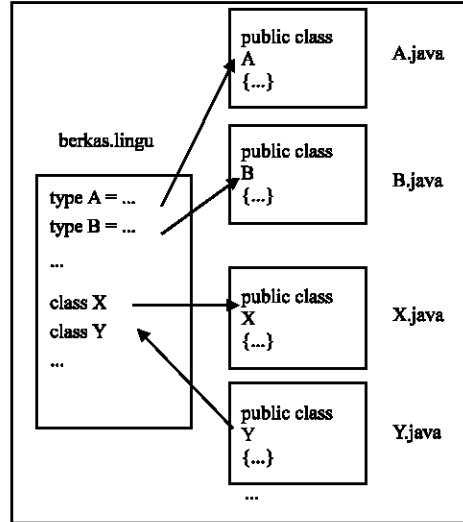 berkas.lingu
type A = ...
type B = ...
...
class X
class Y
...
public class
A
{...}
A.java
public class
B
{...}
B.java
public class
X
{...}
X.java
public class
Y
{...}
Y.java
...